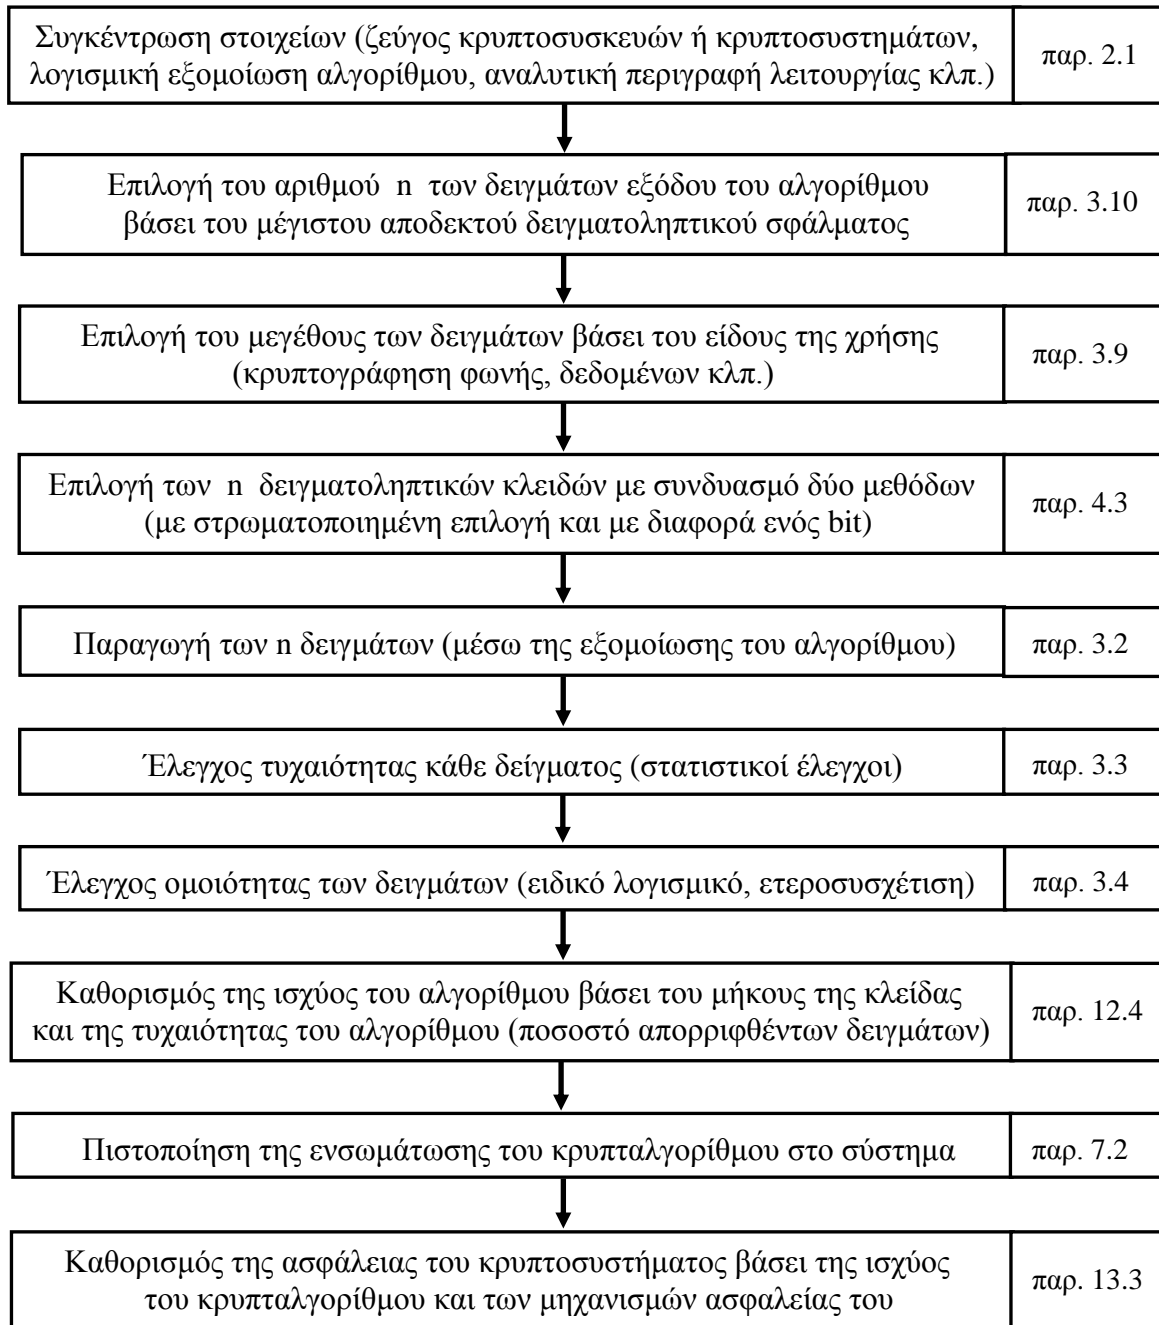 Συγκέντρωση στοιχείων (ζεύγος κρυπτοσυσκευών ή κρυπτοσυστημάτων,
λογισμική εξομοίωση αλγορίθμου, αναλυτική περιγραφή λειτουργίας κλπ.)
παρ. 2.1
Επιλογή του αριθμού n των δειγμάτων εξόδου του αλγορίθμου
βάσει του μέγιστου αποδεκτού δειγματοληπτικού σφάλματος
παρ. 3.10
Επιλογή του μεγέθους των δειγμάτων βάσει του είδους της χρήσης
(κρυπτογράφηση φωνής, δεδομένων κλπ.)
παρ. 3.9
Επιλογή των n δειγματοληπτικών κλειδών με συνδυασμό δύο μεθόδων
(με στρωματοποιημένη επιλογή και με διαφορά ενός bit)
παρ. 4.3
Παραγωγή των n δειγμάτων (μέσω της εξομοίωσης του αλγορίθμου)
παρ. 3.2
Έλεγχος τυχαιότητας κάθε δείγματος (στατιστικοί έλεγχοι)
παρ. 3.3
Έλεγχος ομοιότητας των δειγμάτων (ειδικό λογισμικό, ετεροσυσχέτιση)
παρ. 3.4
Καθορισμός της ισχύος του αλγορίθμου βάσει του μήκους της κλείδας
και της τυχαιότητας του αλγορίθμου (ποσοστό απορριφθέντων δειγμάτων)
παρ. 12.4
Πιστοποίηση της ενσωμάτωσης του κρυπταλγορίθμου στο σύστημα
παρ. 7.2
Καθορισμός της ασφάλειας του κρυπτοσυστήματος βάσει της ισχύος
του κρυπταλγορίθμου και των μηχανισμών ασφαλείας του
παρ. 13.3